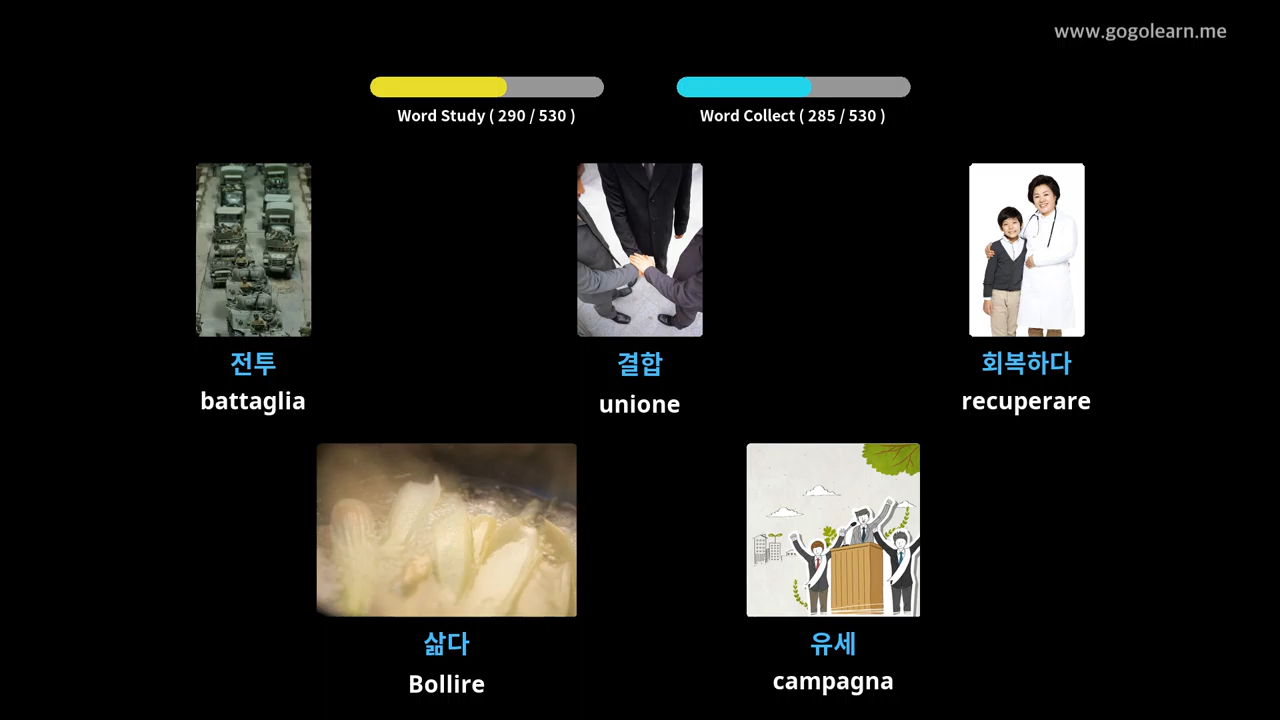 www.gogolearn.me
Word Study ( 290 / 530 )
Word Collect ( 285 / 530 )
전투
battaglia
결합
unione
회복하다
recuperare
삶다
Bollire
유세
campagna